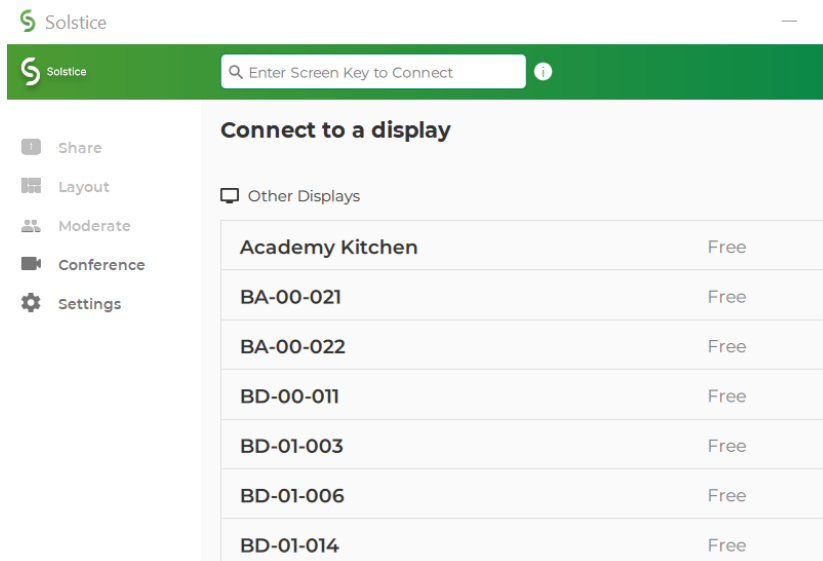 Solstice
Solstice
Enter Screen Key to Connect
Connect to a display
Share
Layout
Moderate
Conference
Settings
Other Displays
Academy Kitchen Free
BA-00-021 Free
BA-00-022 Free
BD-00-011 Free
BD-01-003 Free
BD-01-006 Free
BD-01-014 Free